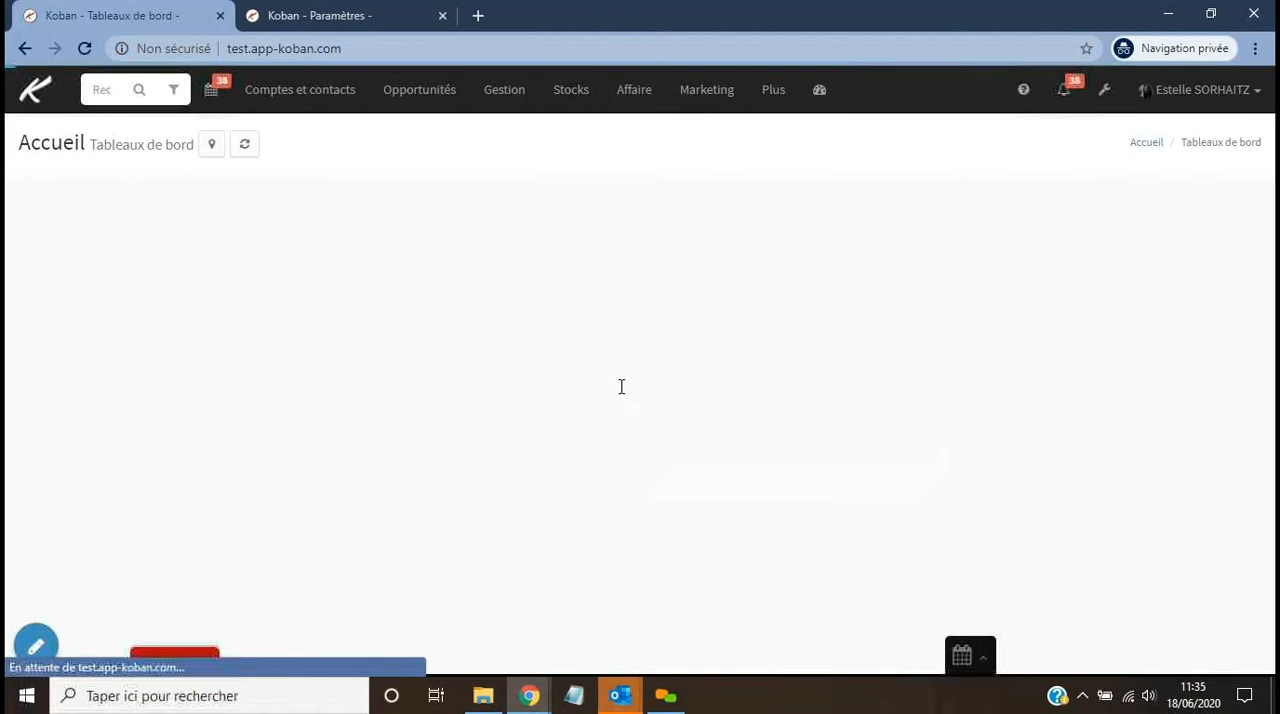 Koban - Tableaux de bord -
Koban - Paramètres -
Non sécurisé
test.app-koban.com
Navigation privée
Rec
38
Comptes et contacts
Opportunités
Gestion
Stocks
Affaire
Marketing
Plus
38
Estelle SORHAITZ
Accueil Tableaux de bord
Accueil / Tableaux de bord
En attente de test.app-koban.com...
Taper ici pour rechercher
11:35
18/06/2020